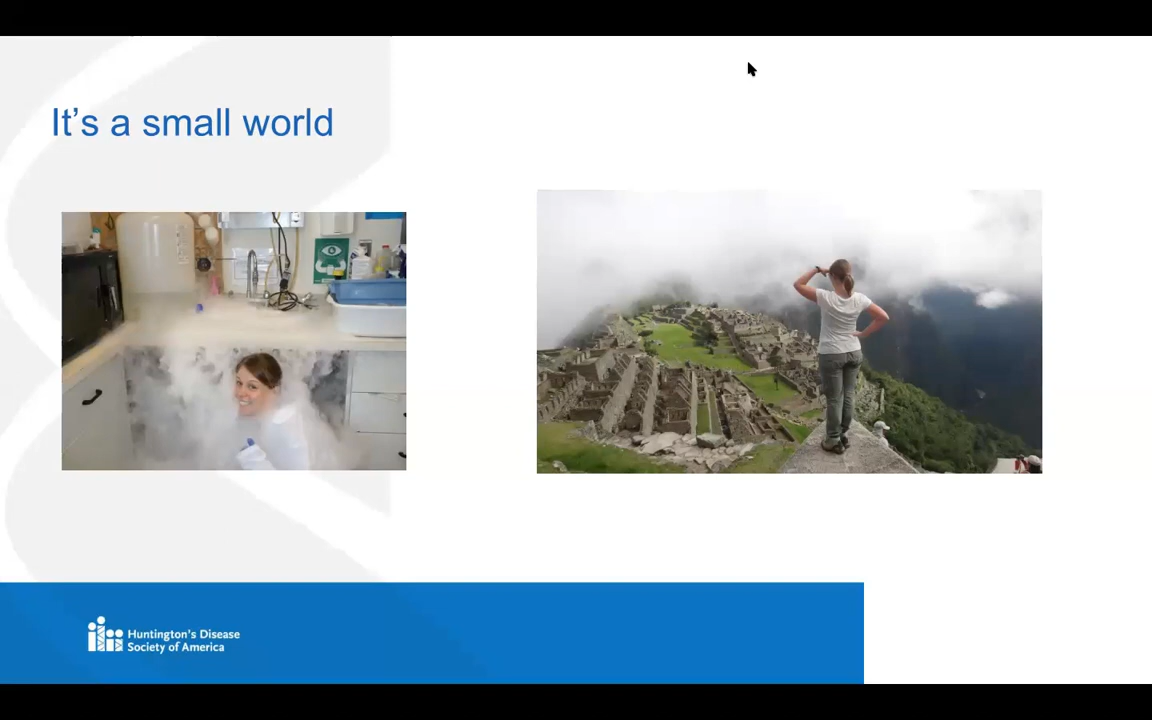 It's a small world
Huntington's Disease
Society of America